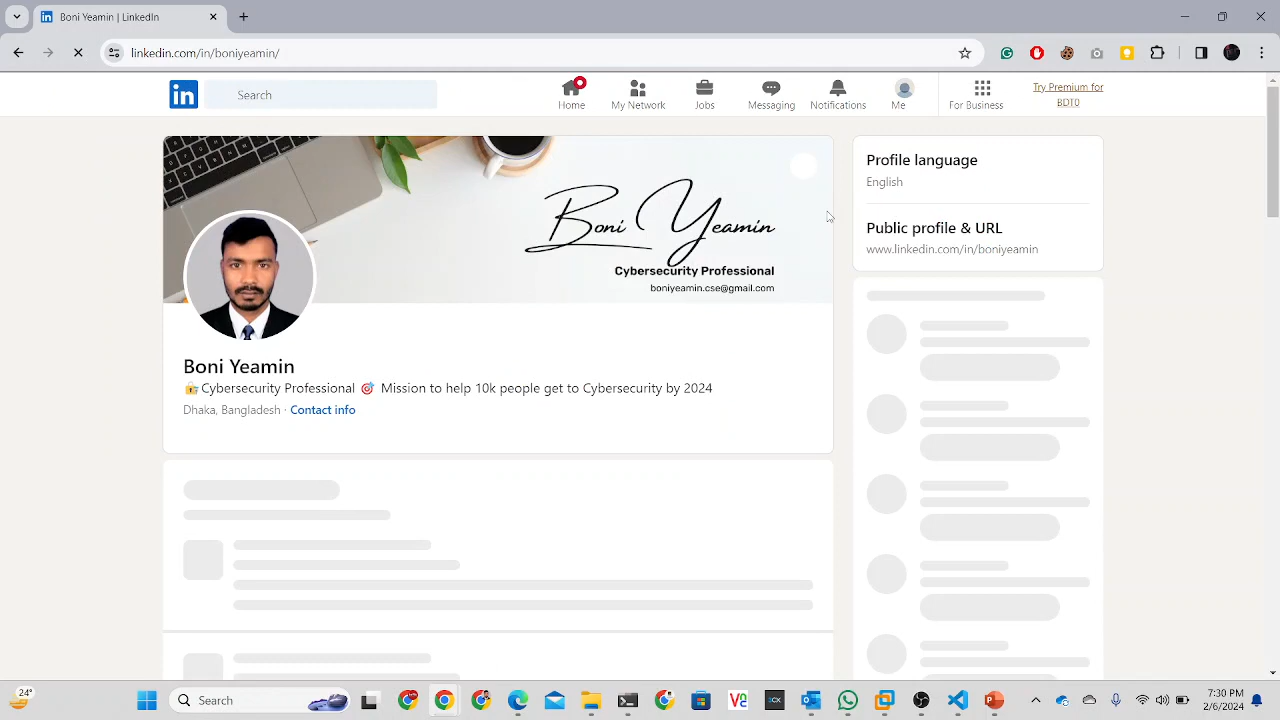 Boni Yeamin | LinkedIn
linkedin.com/in/boniyeamin/
in
Search
Home
My Network
Jobs
Messaging
Notifications
Me
For Business
Try Premium for
BDT0
Boni Yeamin
Cybersecurity Professional
boniyeamin.cse@gmail.com
Boni Yeamin
🔐Cybersecurity Professional 🎯 Mission to help 10k people get to Cybersecurity by 2024
Dhaka, Bangladesh · Contact info
Profile language
English
Public profile & URL
www.linkedin.com/in/boniyeamin
24°
Search
7:30 PM
2/6/2024